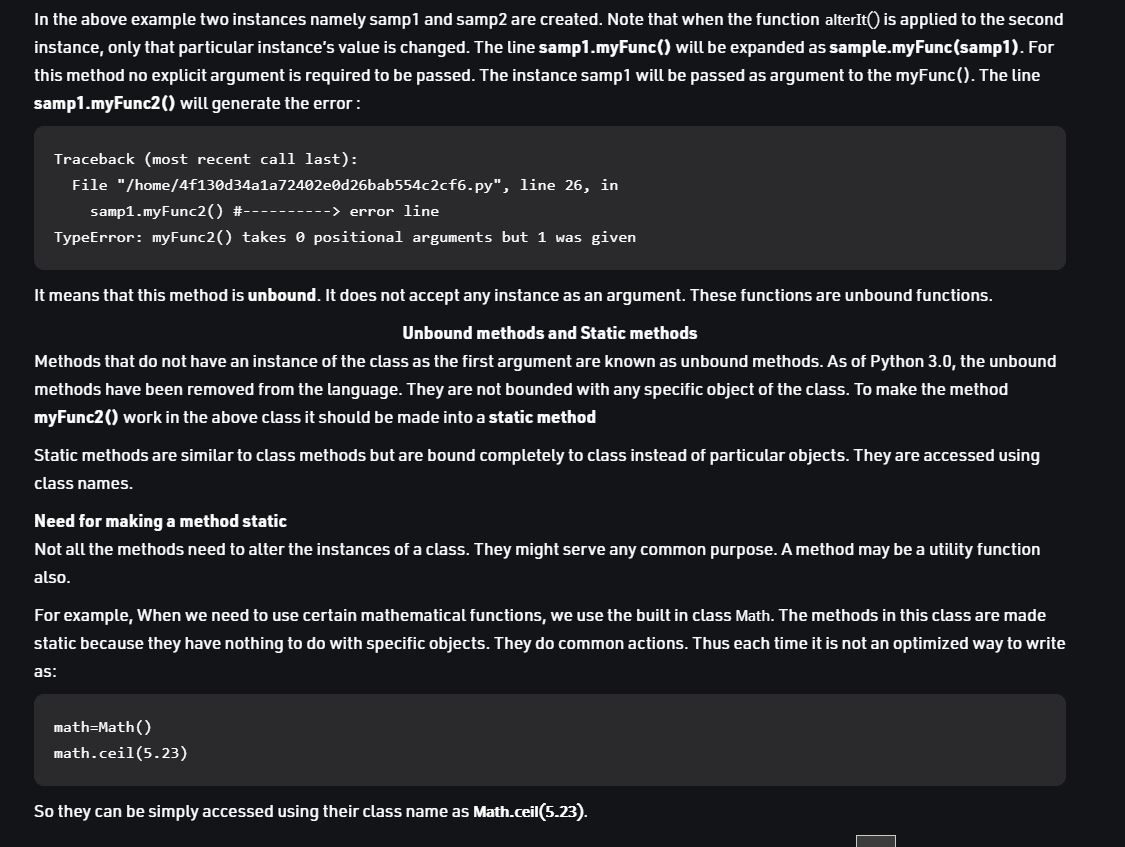 In the above example two instances namely samp1 and samp2 are created. Note that when the function alterIt() is applied to the second
instance, only that particular instance's value is changed. The line samp1.myFunc() will be expanded as sample.myFunc(samp1). For
this method no explicit argument is required to be passed. The instance samp1 will be passed as argument to the myFunc(). The line
samp1.myFunc2() will generate the error :
Traceback (most recent call last):
  File "/home/4f130d34a1a72402e0d26bab554c2cf6.py", line 26, in
    samp1.myFunc2() #----------> error line
TypeError: myFunc2() takes 0 positional arguments but 1 was given
It means that this method is unbound. It does not accept any instance as an argument. These functions are unbound functions.
Unbound methods and Static methods
Methods that do not have an instance of the class as the first argument are known as unbound methods. As of Python 3.0, the unbound
methods have been removed from the language. They are not bounded with any specific object of the class. To make the method
myFunc2() work in the above class it should be made into a static method
Static methods are similar to class methods but are bound completely to class instead of particular objects. They are accessed using
class names.
Need for making a method static
Not all the methods need to alter the instances of a class. They might serve any common purpose. A method may be a utility function
also.
For example, When we need to use certain mathematical functions, we use the built in class Math. The methods in this class are made
static because they have nothing to do with specific objects. They do common actions. Thus each time it is not an optimized way to write
as:
math=Math()
math.ceil(5.23)
So they can be simply accessed using their class name as Math.ceil(5.23).